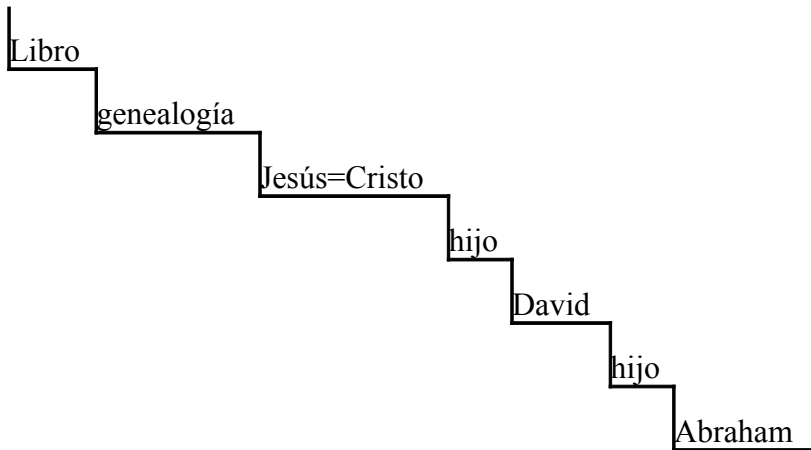 Libro
genealogía
Jesús=Cristo
hijo
David
hijo
Abraham